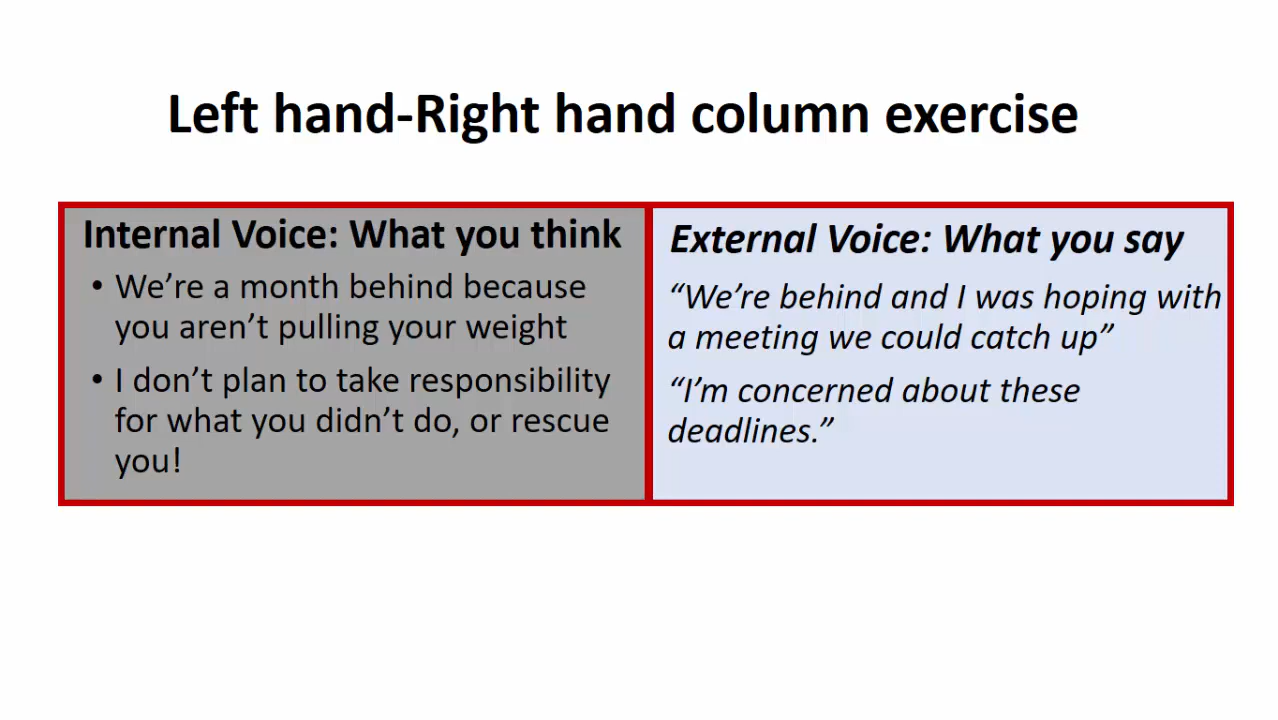 Left hand-Right hand column exercise
Internal Voice: What you think
• We’re a month behind because
you aren’t pulling your weight
• I don’t plan to take responsibility
for what you didn’t do, or rescue
you!
External Voice: What you say
“We’re behind and I was hoping with
a meeting we could catch up”
“I’m concerned about these
deadlines.”